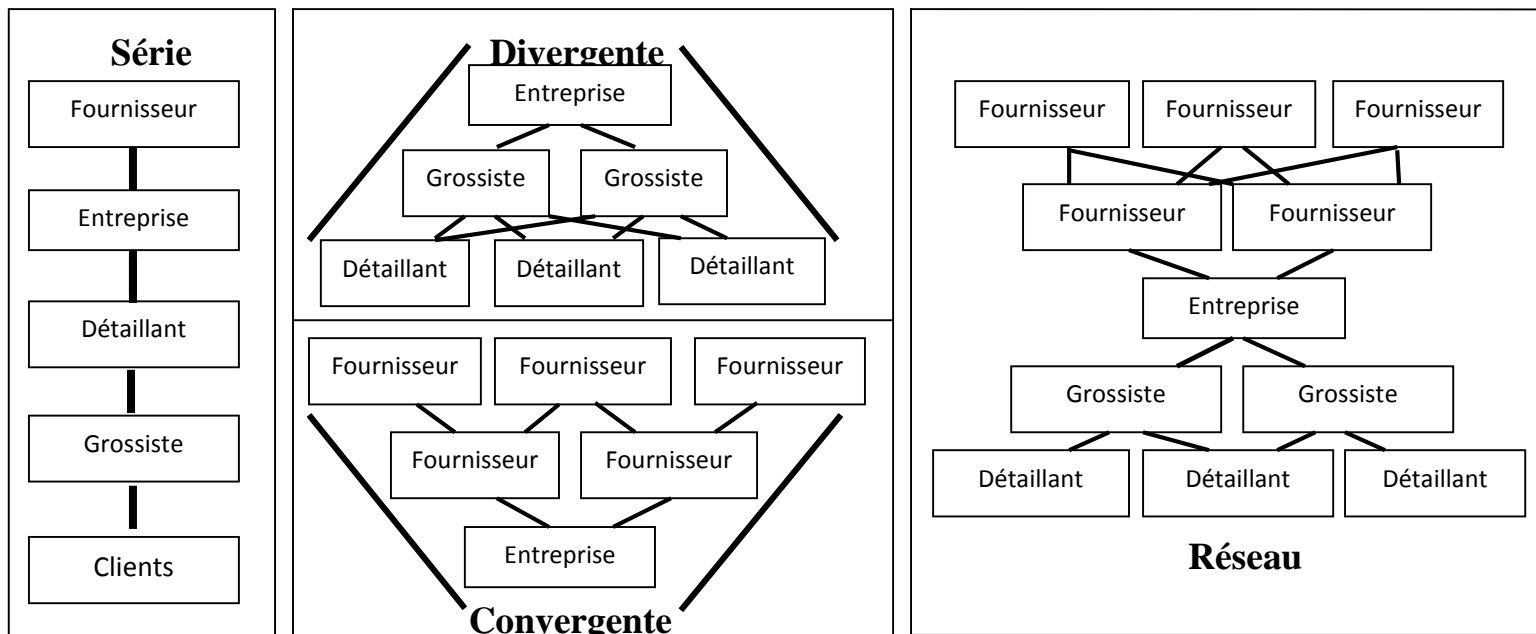 Série
Fournisseur
Entreprise
Détaillant
Grossiste
Clients
Divergente
Entreprise
Grossiste Grossiste
Détaillant Détaillant Détaillant
Fournisseur Fournisseur Fournisseur
Fournisseur Fournisseur
Entreprise
Convergente
Fournisseur Fournisseur Fournisseur
Fournisseur Fournisseur
Entreprise
Grossiste Grossiste
Détaillant Détaillant Détaillant
Réseau